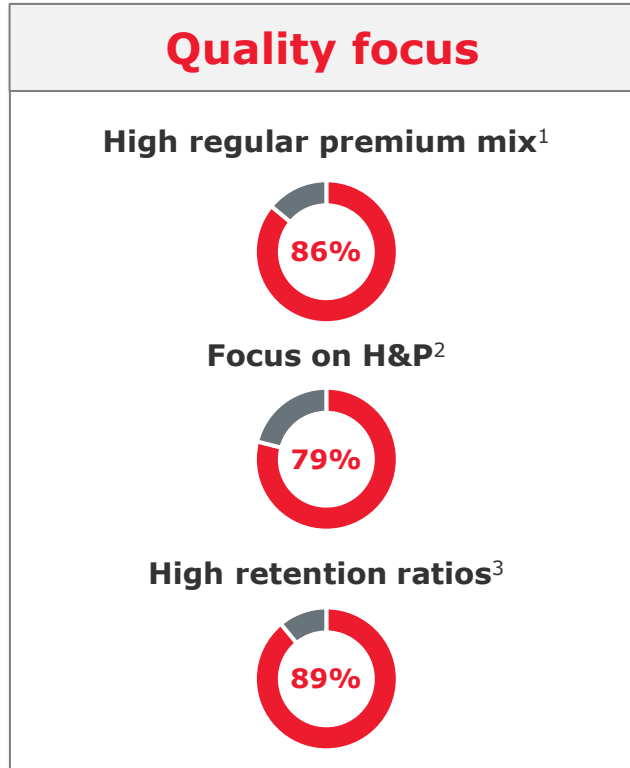 Quality focus
High regular premium mix¹
86%
Focus on H&P²
79%
High retention ratios³
89%